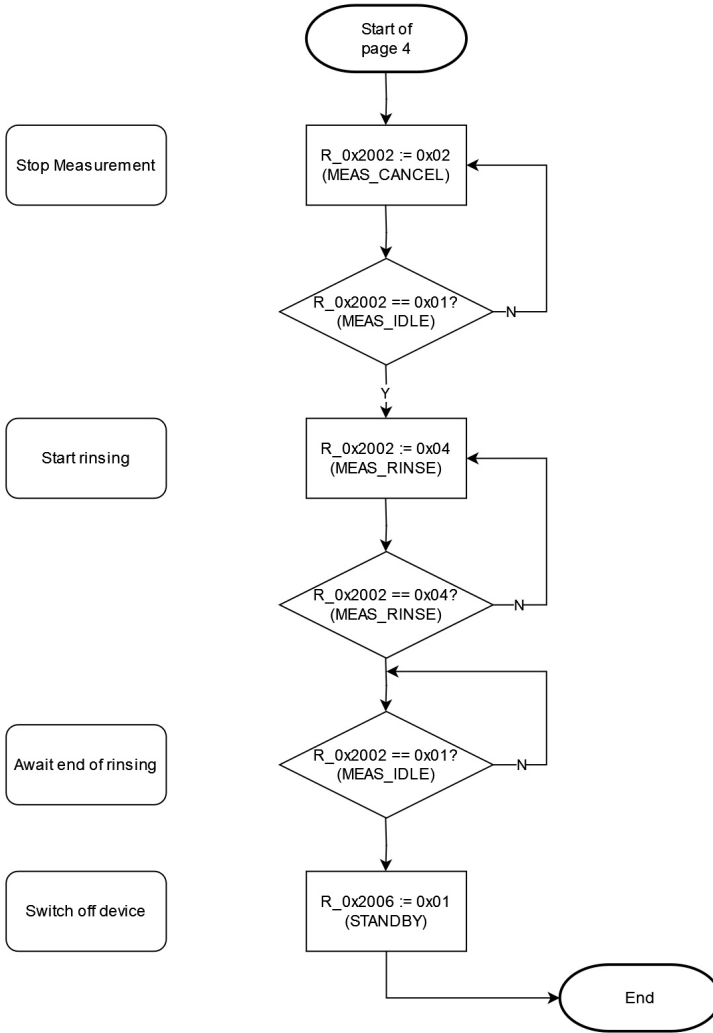 Start of
page 4
Stop Measurement
R_0x2002 := 0x02
(MEAS_CANCEL)
R_0x2002 == 0x01?
(MEAS_IDLE)
N
Y
Start rinsing
R_0x2002 := 0x04
(MEAS_RINSE)
R_0x2002 == 0x04?
(MEAS_RINSE)
N
Await end of rinsing
R_0x2002 == 0x01?
(MEAS_IDLE)
N
Switch off device
R_0x2006 := 0x01
(STANDBY)
End